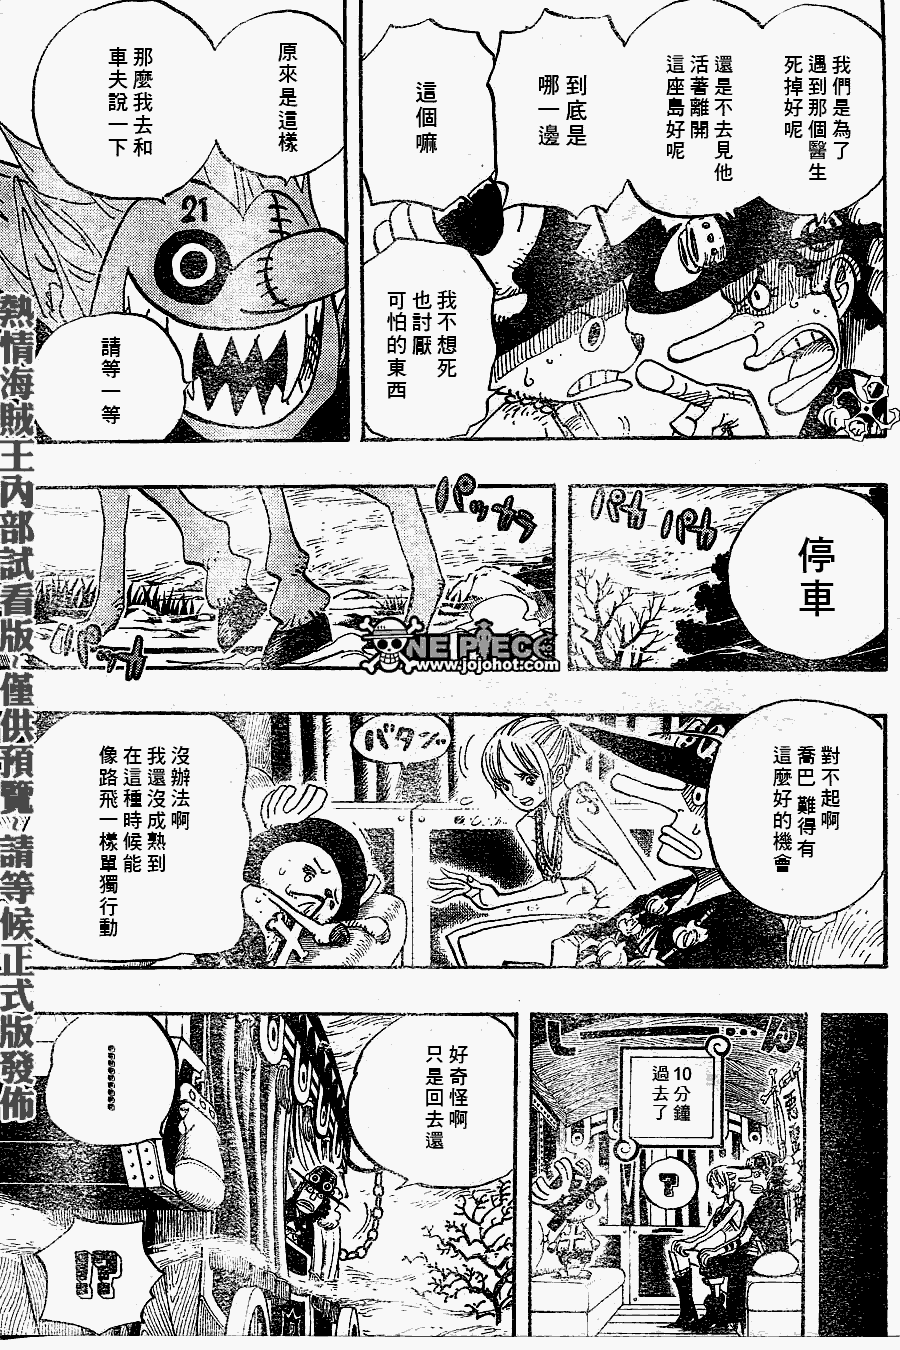 我們是為了
遇到那個醫生
死掉好呢
還是不去見他
活著離開
這座島好呢
到底是
哪一邊
這個嘛
我不想死
也討厭
可怕的東西
原來是這樣
那麼我去和
車夫說一下
21
請等一等
停車
パカ
パカ
パッカラ
パカッ
ONE PIECE
www.jojohot.com
對不起啊
喬巴 難得有
這麼好的機會
バタン
沒辦法啊
我還沒成熟到
在這種時候能
像路飛一樣單獨行動
10分鐘
過去了
?
好奇怪啊
只是回去還
…………
!?
熱情海賊王內部試看版~僅供預覽~請等候正式版發佈